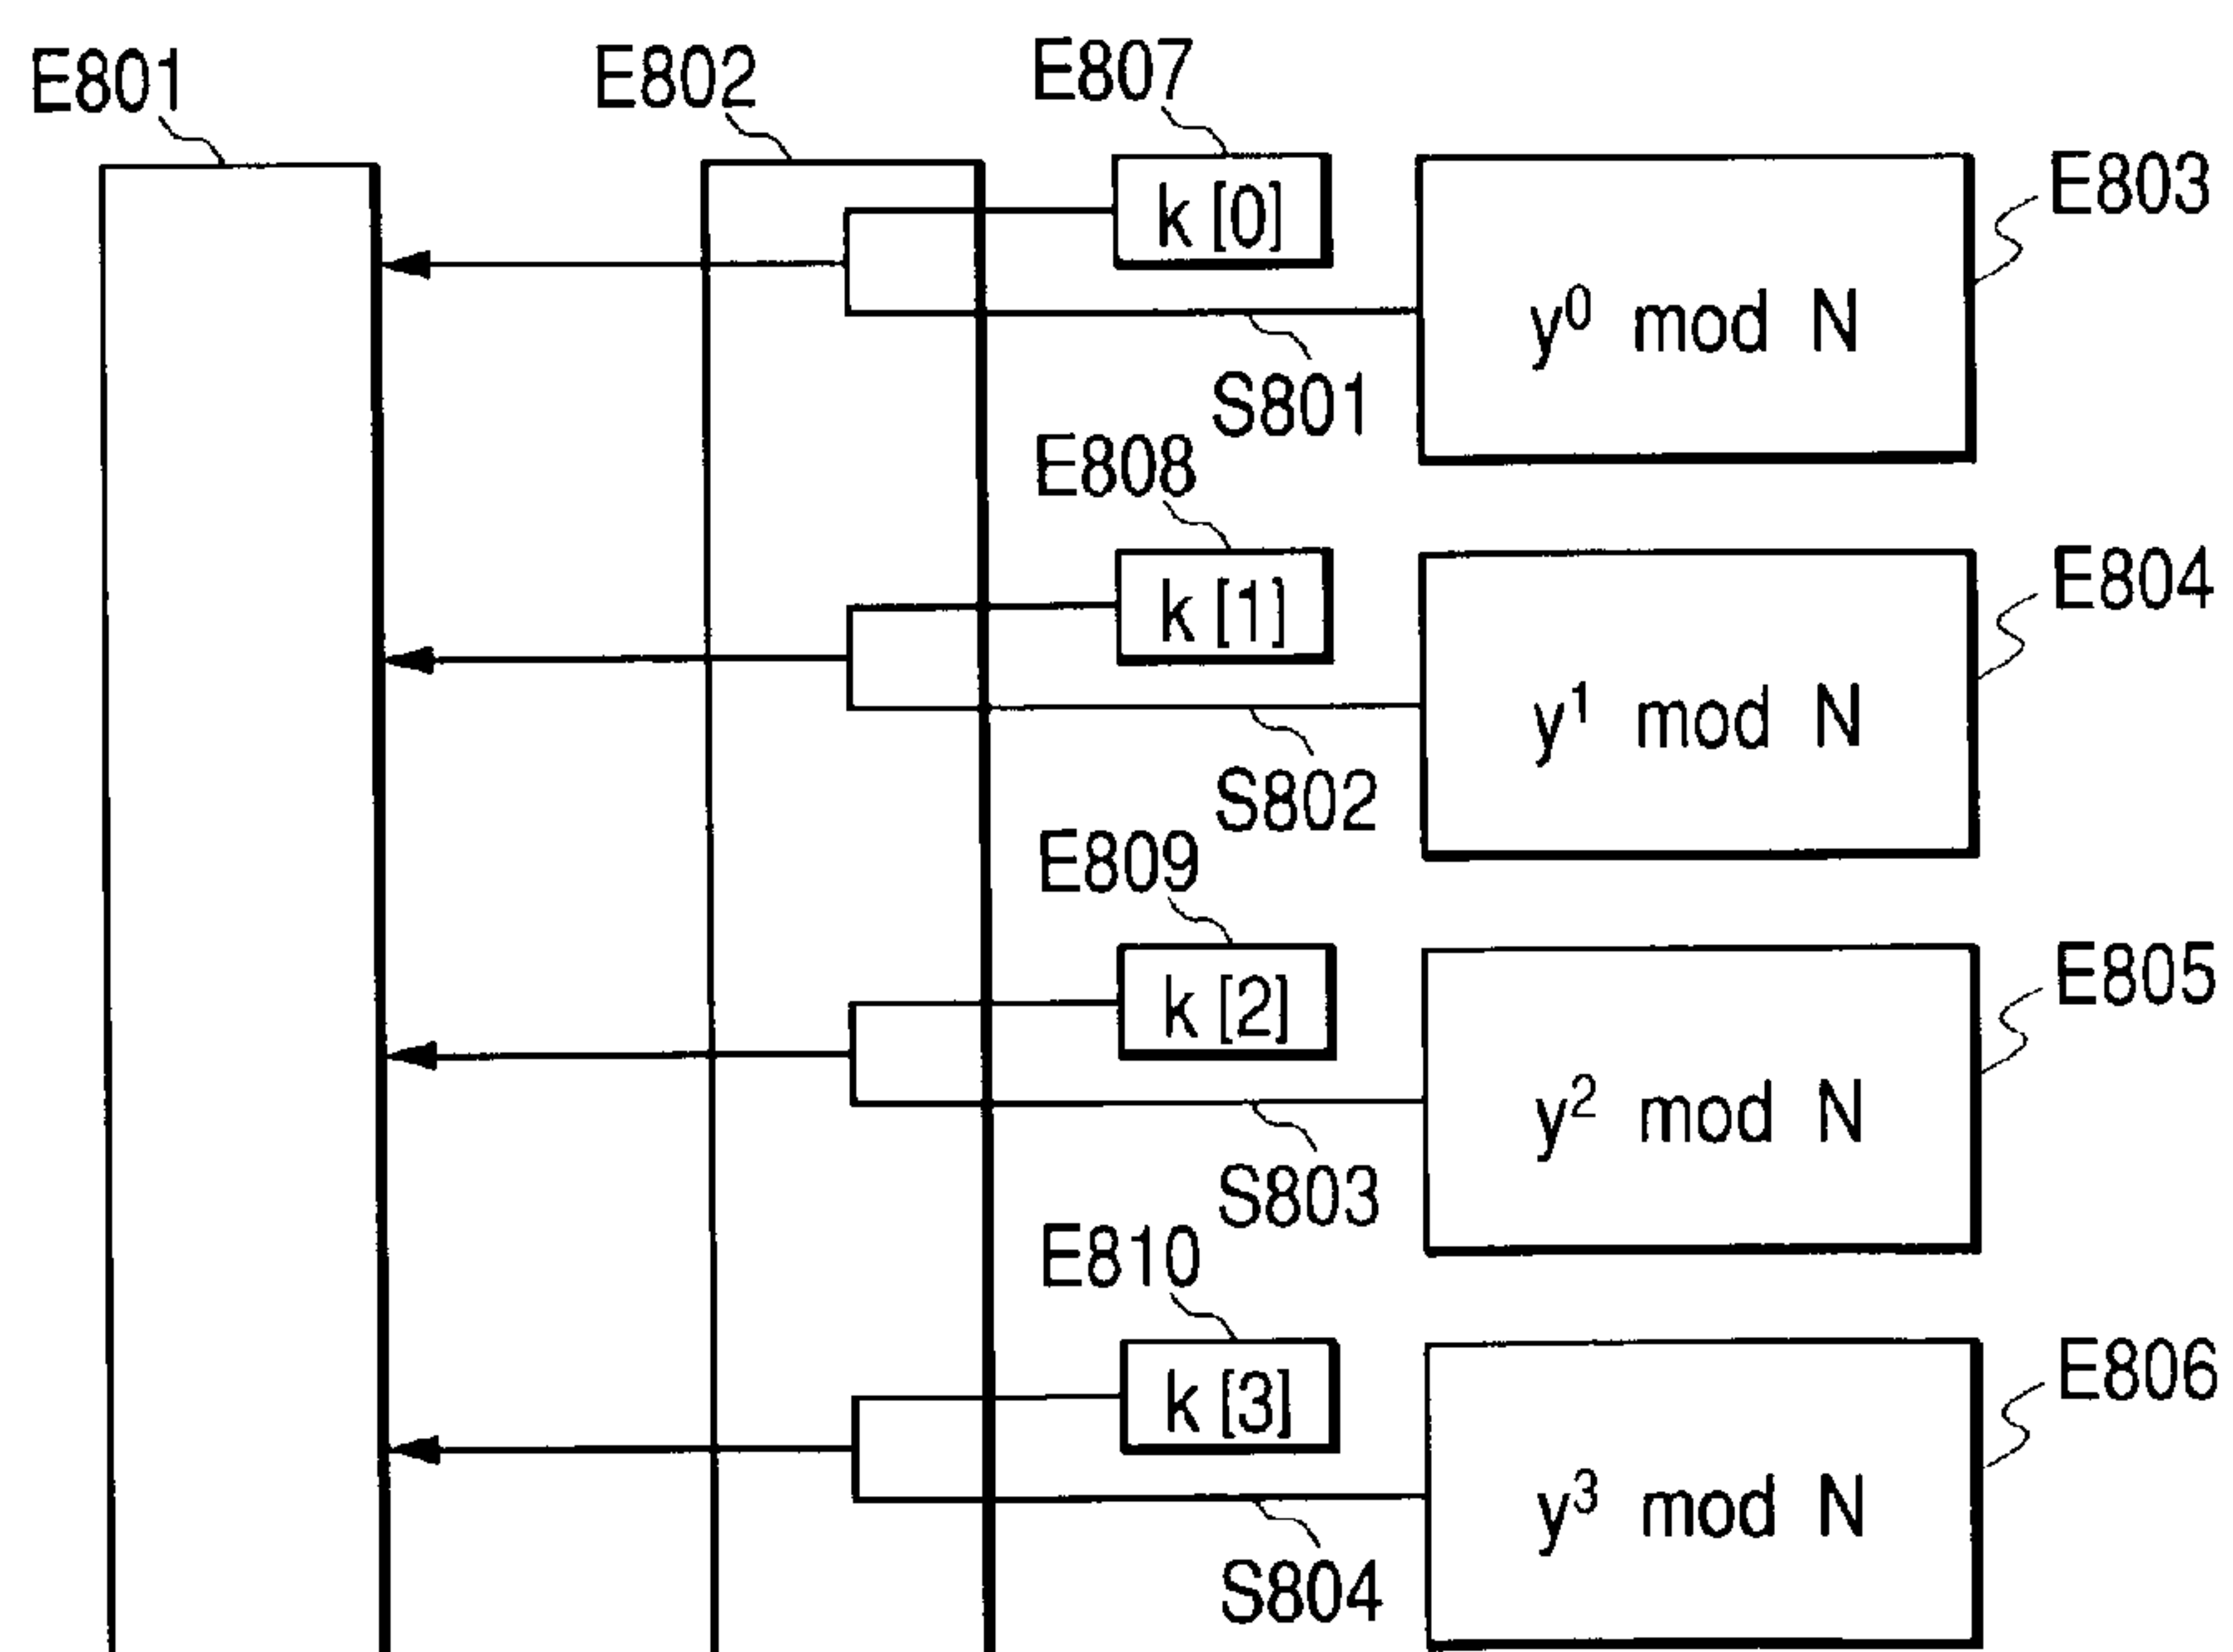 E801
E802
E807
k [0]
E803
y⁰ mod N
S801
E808
k [1]
E804
y¹ mod N
S802
E809
k [2]
E805
y² mod N
S803
E810
k [3]
E806
y³ mod N
S804